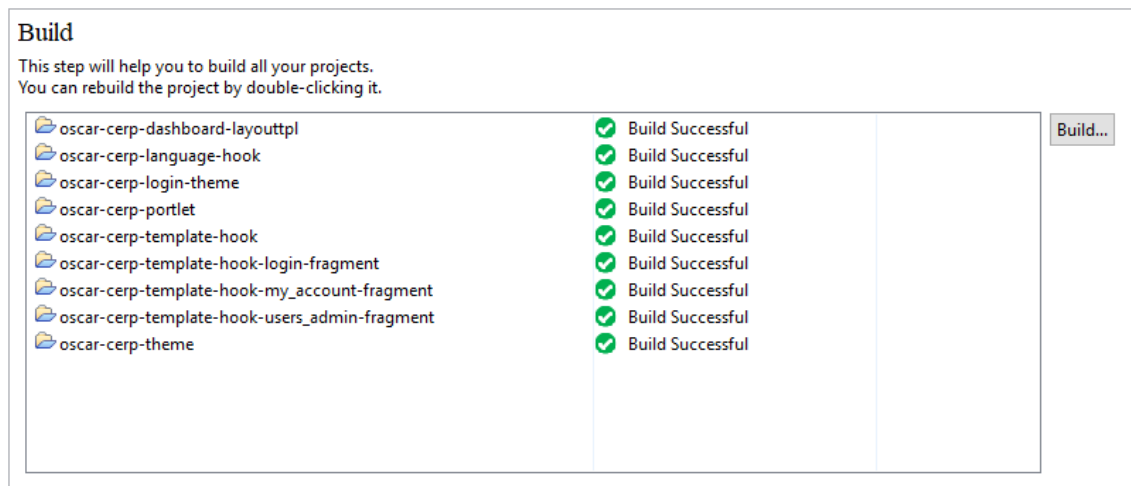 Build
This step will help you to build all your projects.
You can rebuild the project by double-clicking it.
oscar-cerp-dashboard-layouttpl Build Successful Build...
oscar-cerp-language-hook Build Successful
oscar-cerp-login-theme Build Successful
oscar-cerp-portlet Build Successful
oscar-cerp-template-hook Build Successful
oscar-cerp-template-hook-login-fragment Build Successful
oscar-cerp-template-hook-my_account-fragment Build Successful
oscar-cerp-template-hook-users_admin-fragment Build Successful
oscar-cerp-theme Build Successful